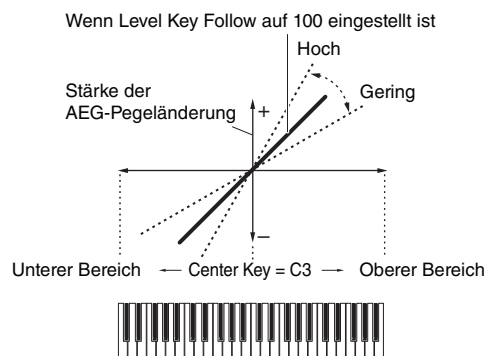 Wenn Level Key Follow auf 100 eingestellt ist
Hoch
Stärke der
AEG-Pegeländerung
Gering
+
−
Unterer Bereich
Center Key = C3
Oberer Bereich